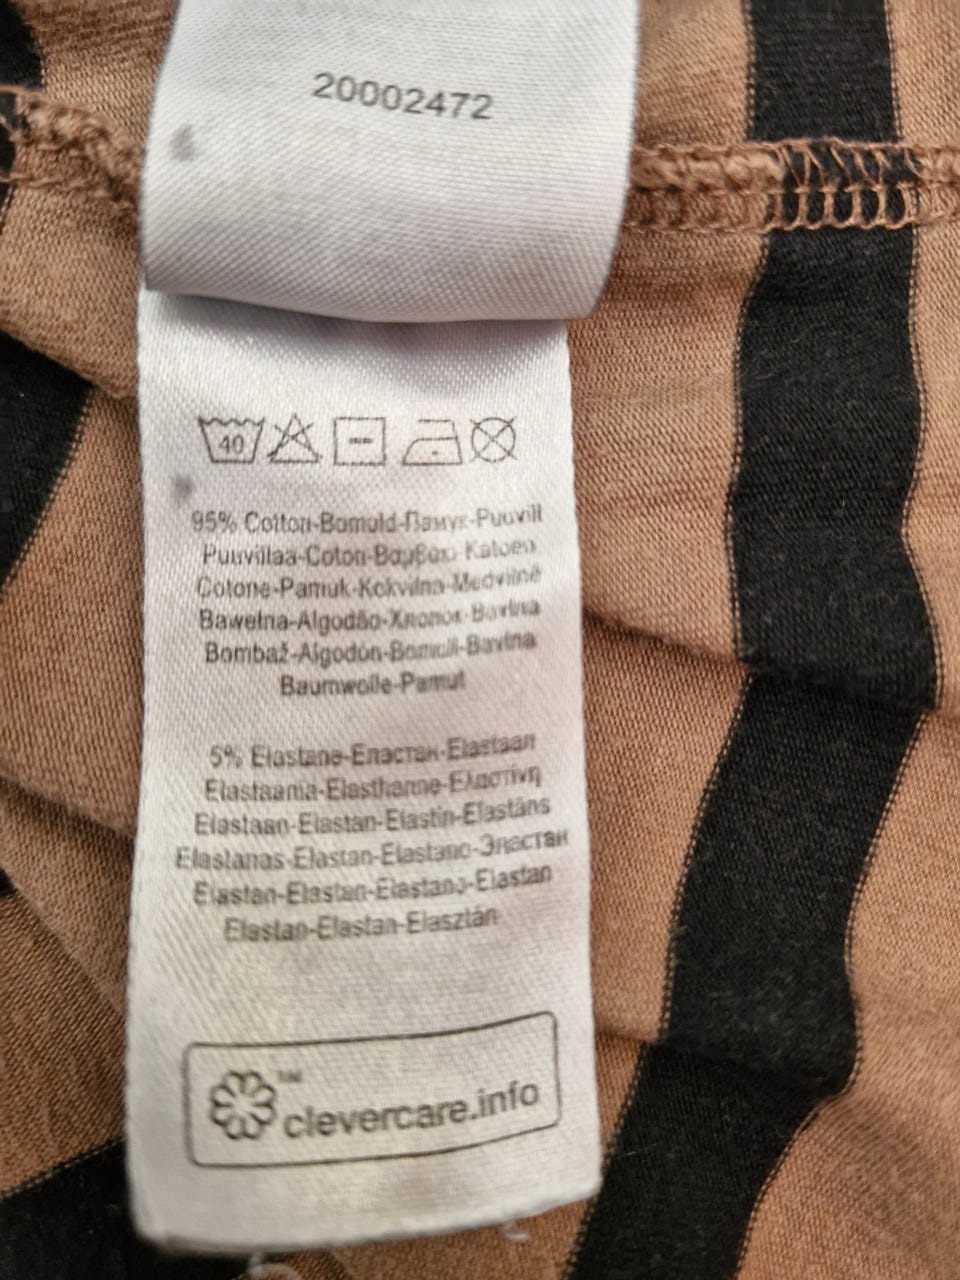 20002472
40
95% Cotton-Bomuld-Памук-Puuvill
Puuvillaa-Coton-Βαμβάκι-Katoen
Cotone-Pamuk-Kokvilna-Medvilnė
Bawełna-Algodão-Хлопок-Bavlna
Bombaž-Algodón-Bomull-Bavlna
Baumwolle-Pamut
5% Elastane-Еластан-Elastaan
Elastaania-Elasthanne-Ελαστίνη
Elastaan-Elastan-Elastin-Elastāns
Elastanas-Elastan-Elastano-Эластан
Elastan-Elastan-Elastano-Elastan
Elastan-Elastan-Elasztán
™
clevercare.info